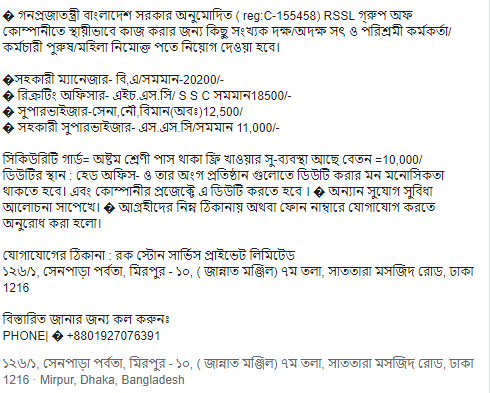 � গনপ্রজাতন্ত্রী বাংলাদেশ সরকার অনুমোদিত ( reg:C-155458) RSSL গ্রুপ অফ
কোম্পানীতে স্থায়ীভাবে কাজ করার জন্য কিছু সংখ্যক দক্ষ/অদক্ষ সৎ ও পরিশ্রমী কর্মকর্তা/
কর্মচারী পুরুষ/মহিলা নিমোক্ত পতে নিয়োগ দেওয়া হবে।
�সহকারী ম্যানেজার- বি,এ/সমমান-20200/-
� রিক্রুটিং অফিসার- এইচ.এস.সি/ S S C সমমান18500/-
� সুপারভাইজার-সেনা,নৌ,বিমান(অবঃ)12,500/
� সহকারী সুপারভাইজার- এস.এস.সি/সমমান 11,000/-
সিকিউরিটি গার্ড= অষ্টম শ্রেণী পাস থাকা ফ্রি খাওয়ার সু-ব্যবস্থা আছে বেতন =10,000/
ডিউটির স্থান : হেড অফিস- ও তার অংগ প্রতিষ্ঠান গুলোতে ডিউটি করার মন মনোসিকতা
থাকতে হবে। এবং কোম্পানীর প্রজেক্টে এ ডিউটি করতে হবে । � অন্যান সুযোগ সুবিধা
আলোচনা সাপেখে। � আগ্রহীদের নিম্ন ঠিকানায় অথবা ফোন নাম্বারে যোগাযোগ করতে
অনুরোধ করা হলো।
যোগাযোগের ঠিকানা : রক স্টোন সার্ভিস প্রাইভেট লিমিটেড
১২৬/১, সেনপাড়া পর্বতা, মিরপুর - ১০, ( জান্নাত মঞ্জিল) ৭ম তলা, সাততারা মসজিদ রোড, ঢাকা
1216
বিস্তারিত জানার জন্য কল করুনঃ
PHONE| � +8801927076391
১২৬/১, সেনপাড়া পর্বতা, মিরপুর - ১০, ( জান্নাত মঞ্জিল) ৭ম তলা, সাততারা মসজিদ রোড, ঢাকা
1216 · Mirpur, Dhaka, Bangladesh